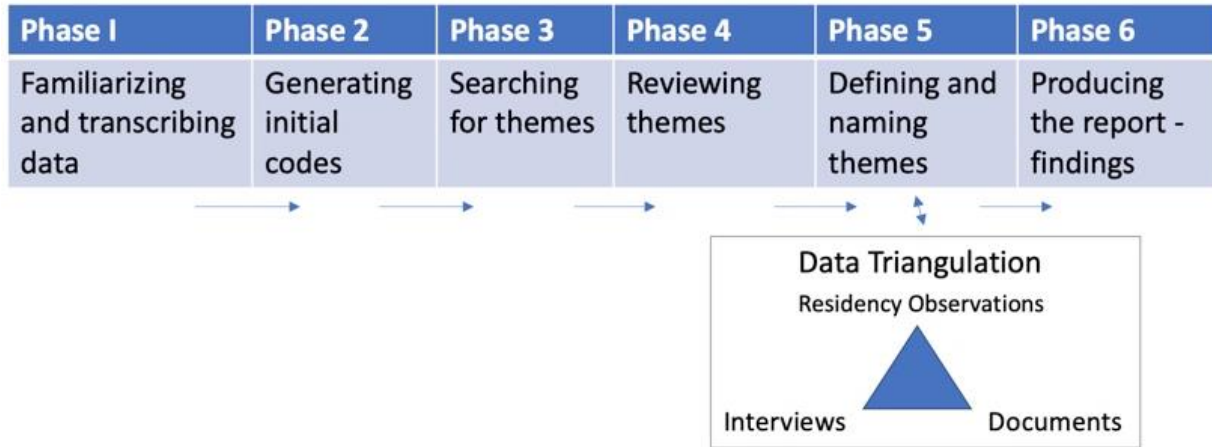 Phase I
Phase 2
Phase 3
Phase 4
Phase 5
Phase 6
Familiarizing
and transcribing
data
Generating
initial
codes
Searching
for themes
Reviewing
themes
Defining and
naming
themes
Producing
the report -
findings
Data Triangulation
Residency Observations
Interviews
Documents